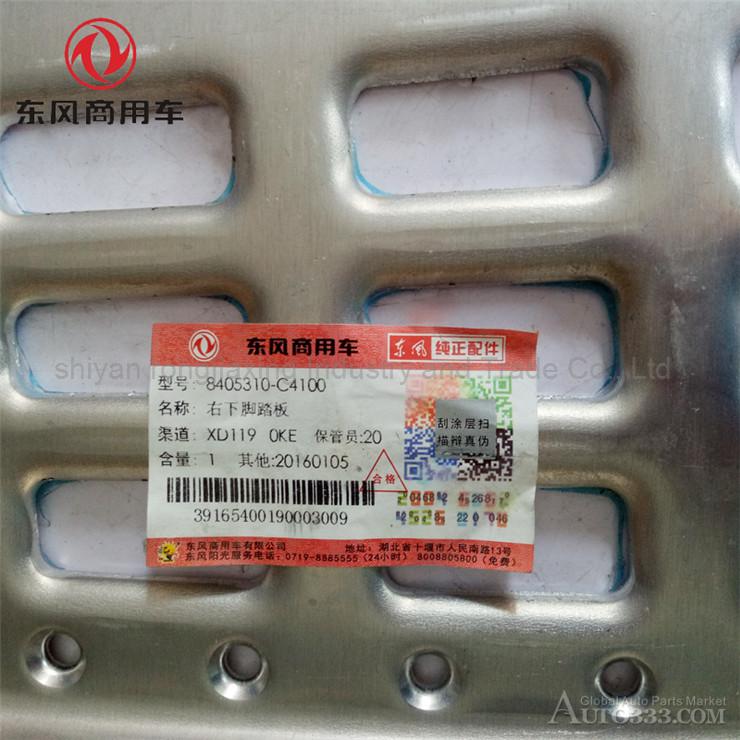 东风商用车
东风商用车 东风 纯正配件
shiyan rongjiaxing Industry and Trade Co., Ltd
型号: 8405310-C4100
名称: 右下脚踏板
渠道: XD119 0KE 保管员:20
含量: 1 其他:20160105
刮涂层扫
描辩真伪
合格
39165400190003009
东风商用车有限公司 地址: 湖北省十堰市人民南路13号
东风阳光服务电话: 0719-8885555 (24小时) 8008805800 (免费)
Global Auto Parts Market
AUTO333.com